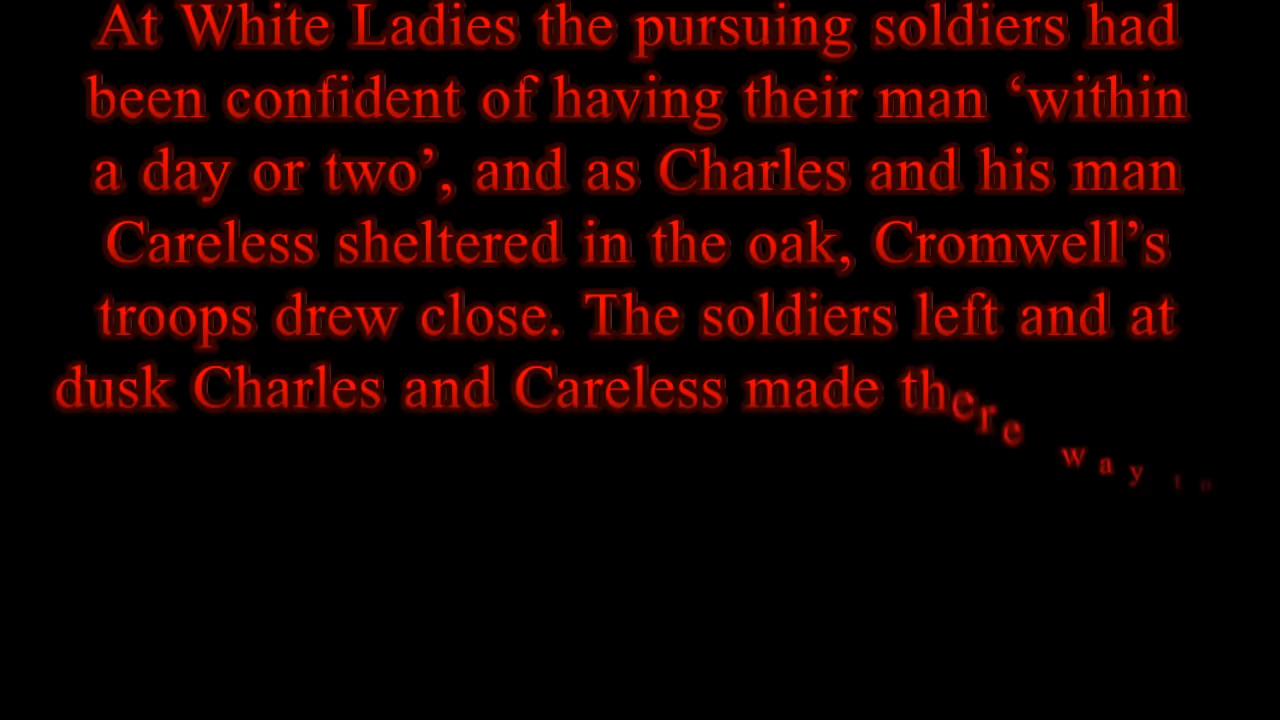 At White Ladies the pursuing soldiers had
been confident of having their man ‘within
a day or two’, and as Charles and his man
Careless sheltered in the oak, Cromwell’s
troops drew close. The soldiers left and at
dusk Charles and Careless made there way to